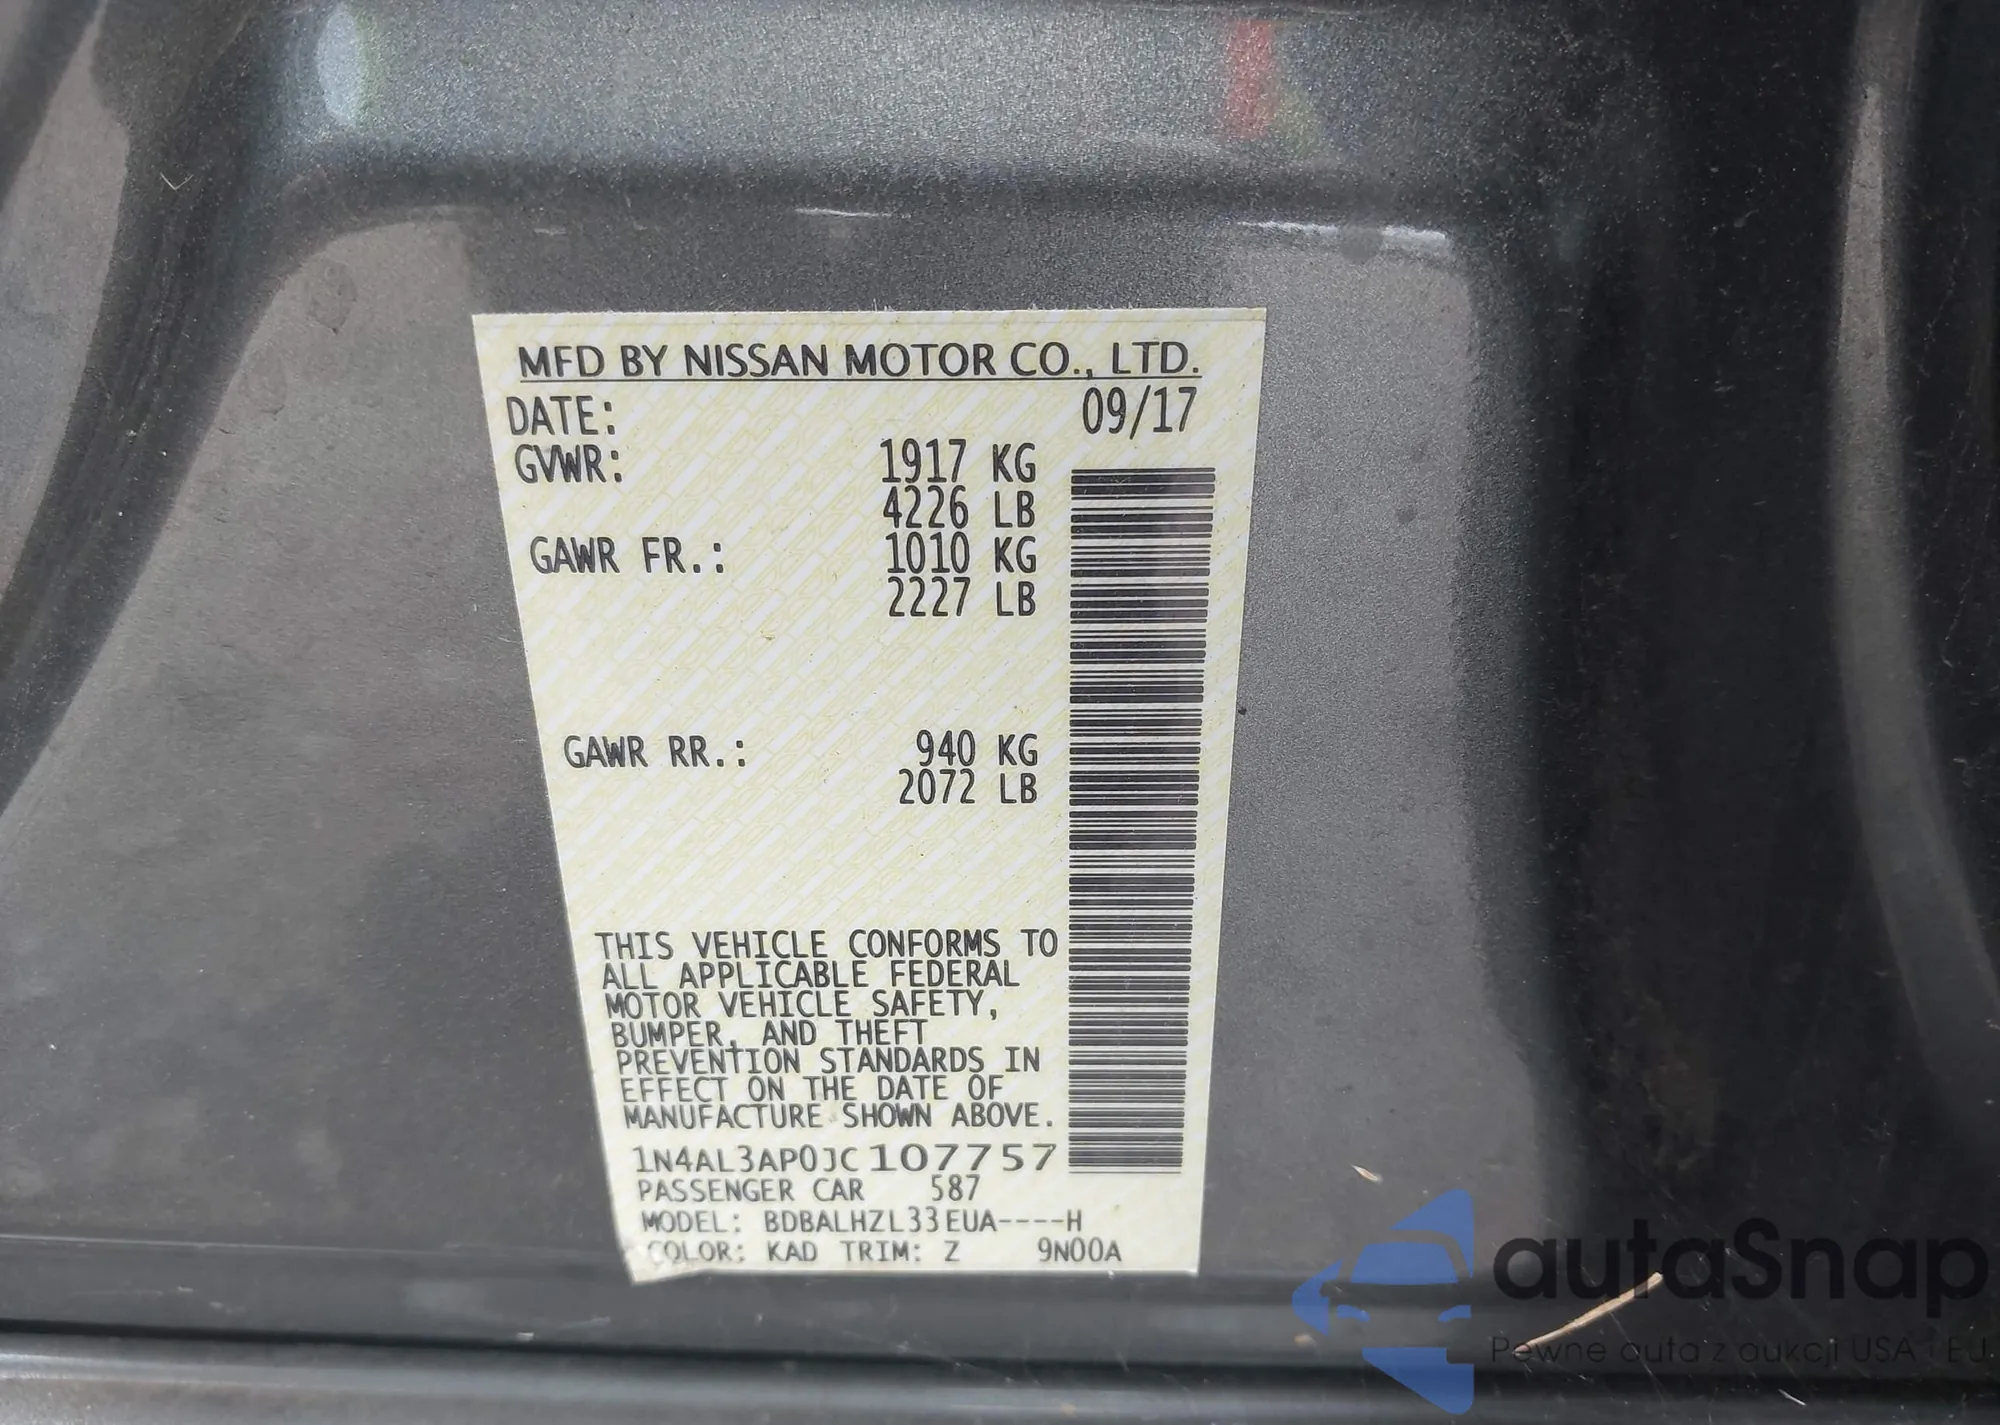 MFD BY NISSAN MOTOR CO., LTD.
DATE: 09/17
GVWR: 1917 KG
4226 LB
GAWR FR.: 1010 KG
2227 LB
GAWR RR.: 940 KG
2072 LB
THIS VEHICLE CONFORMS TO
ALL APPLICABLE FEDERAL
MOTOR VEHICLE SAFETY,
BUMPER, AND THEFT
PREVENTION STANDARDS IN
EFFECT ON THE DATE OF
MANUFACTURE SHOWN ABOVE.
1N4AL3AP0JC107757
PASSENGER CAR 587
MODEL: BDBALHZL33EUA----H
COLOR: KAD TRIM: Z 9N00A
autaSnap
Pewne auta z aukcji USA i EU